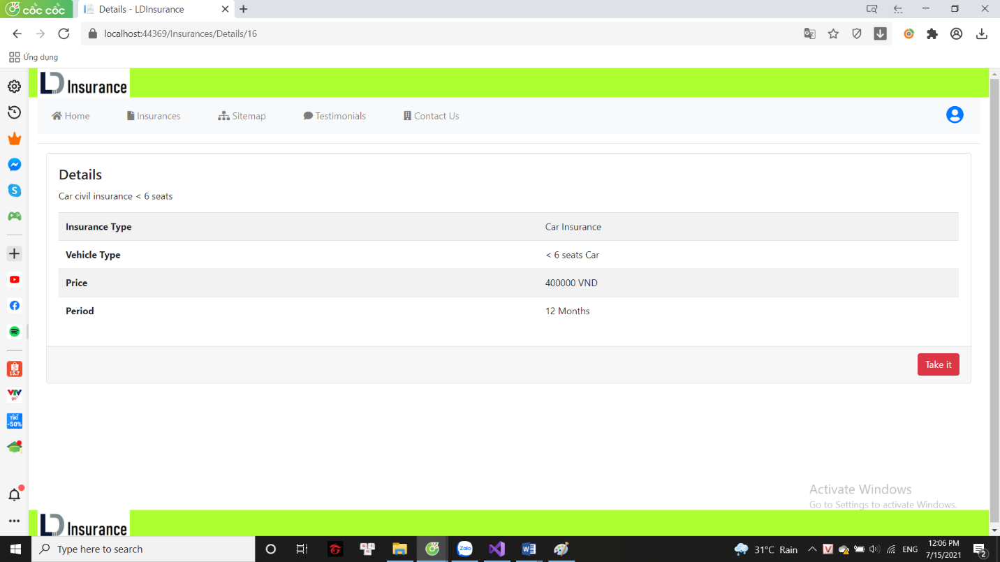 cốc cốc
Details - LDInsurance
localhost:44369/Insurances/Details/16
Ứng dụng
LD Insurance
Home Insurances Sitemap Testimonials Contact Us
Details
Car civil insurance < 6 seats
Insurance Type Car Insurance
Vehicle Type < 6 seats Car
Price 400000 VND
Period 12 Months
Take it
15.7
VTV
go
TIKI
-50%
Activate Windows
Go to Settings to activate Windows.
LD Insurance
Type here to search
Zalo
31°C Rain
ENG
12:06 PM
7/15/2021
2